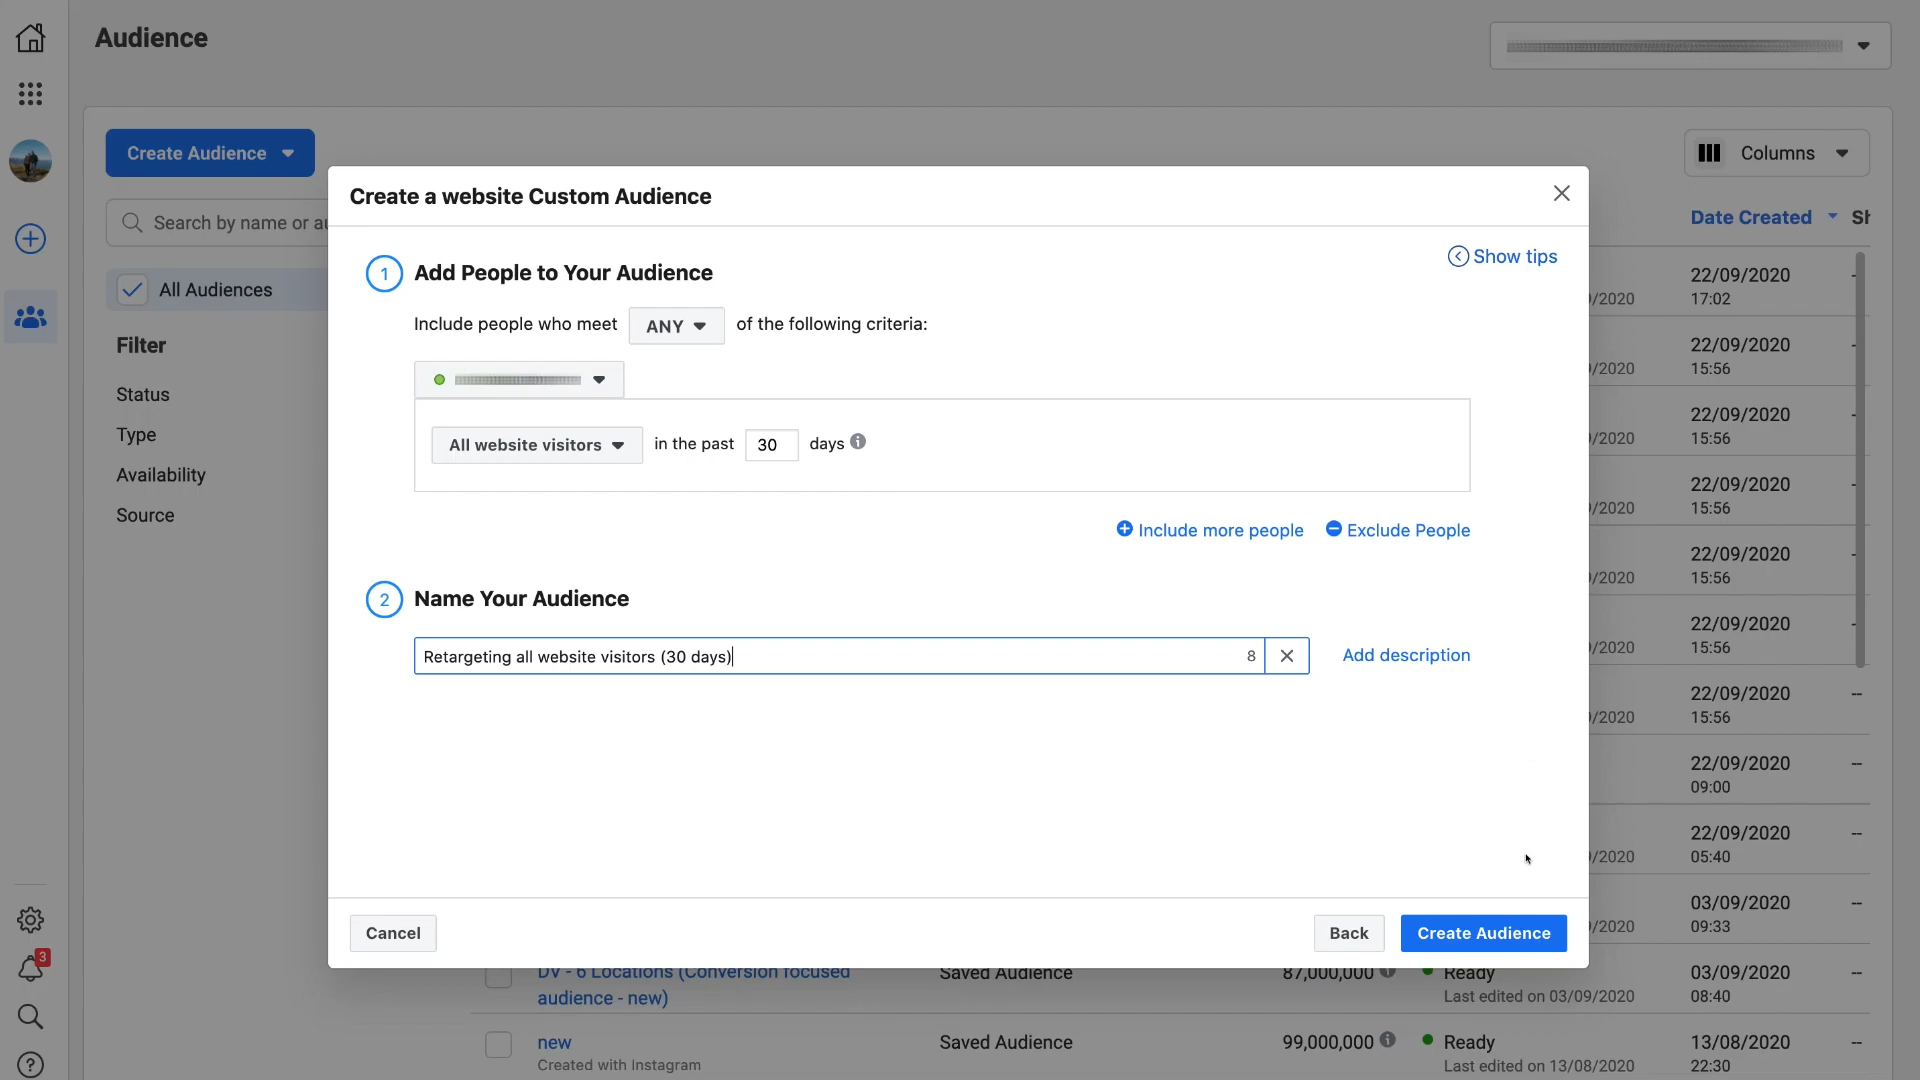 Audience
Create Audience
Columns
Search by name or au
Date Created
Sh
All Audiences
Filter
Status
Type
Availability
Source
Create a website Custom Audience
Show tips
1
Add People to Your Audience
Include people who meet ANY of the following criteria:
All website visitors in the past 30 days
Include more people
Exclude People
2
Name Your Audience
Retargeting all website visitors (30 days)
8
Add description
Cancel
Back
Create Audience
/2020
22/09/2020
-
17:02
/2020
22/09/2020
-
15:56
/2020
22/09/2020
-
15:56
/2020
22/09/2020
-
15:56
/2020
22/09/2020
-
15:56
/2020
22/09/2020
-
15:56
/2020
22/09/2020
--
15:56
22/09/2020
--
09:00
/2020
22/09/2020
--
05:40
/2020
03/09/2020
--
09:33
DV - 6 Locations (Conversion focused
audience - new)
Saved Audience
87,000,000
Ready
Last edited on 03/09/2020
03/09/2020
--
08:40
new
Created with Instagram
Saved Audience
99,000,000
Ready
Last edited on 13/08/2020
13/08/2020
--
22:30
3